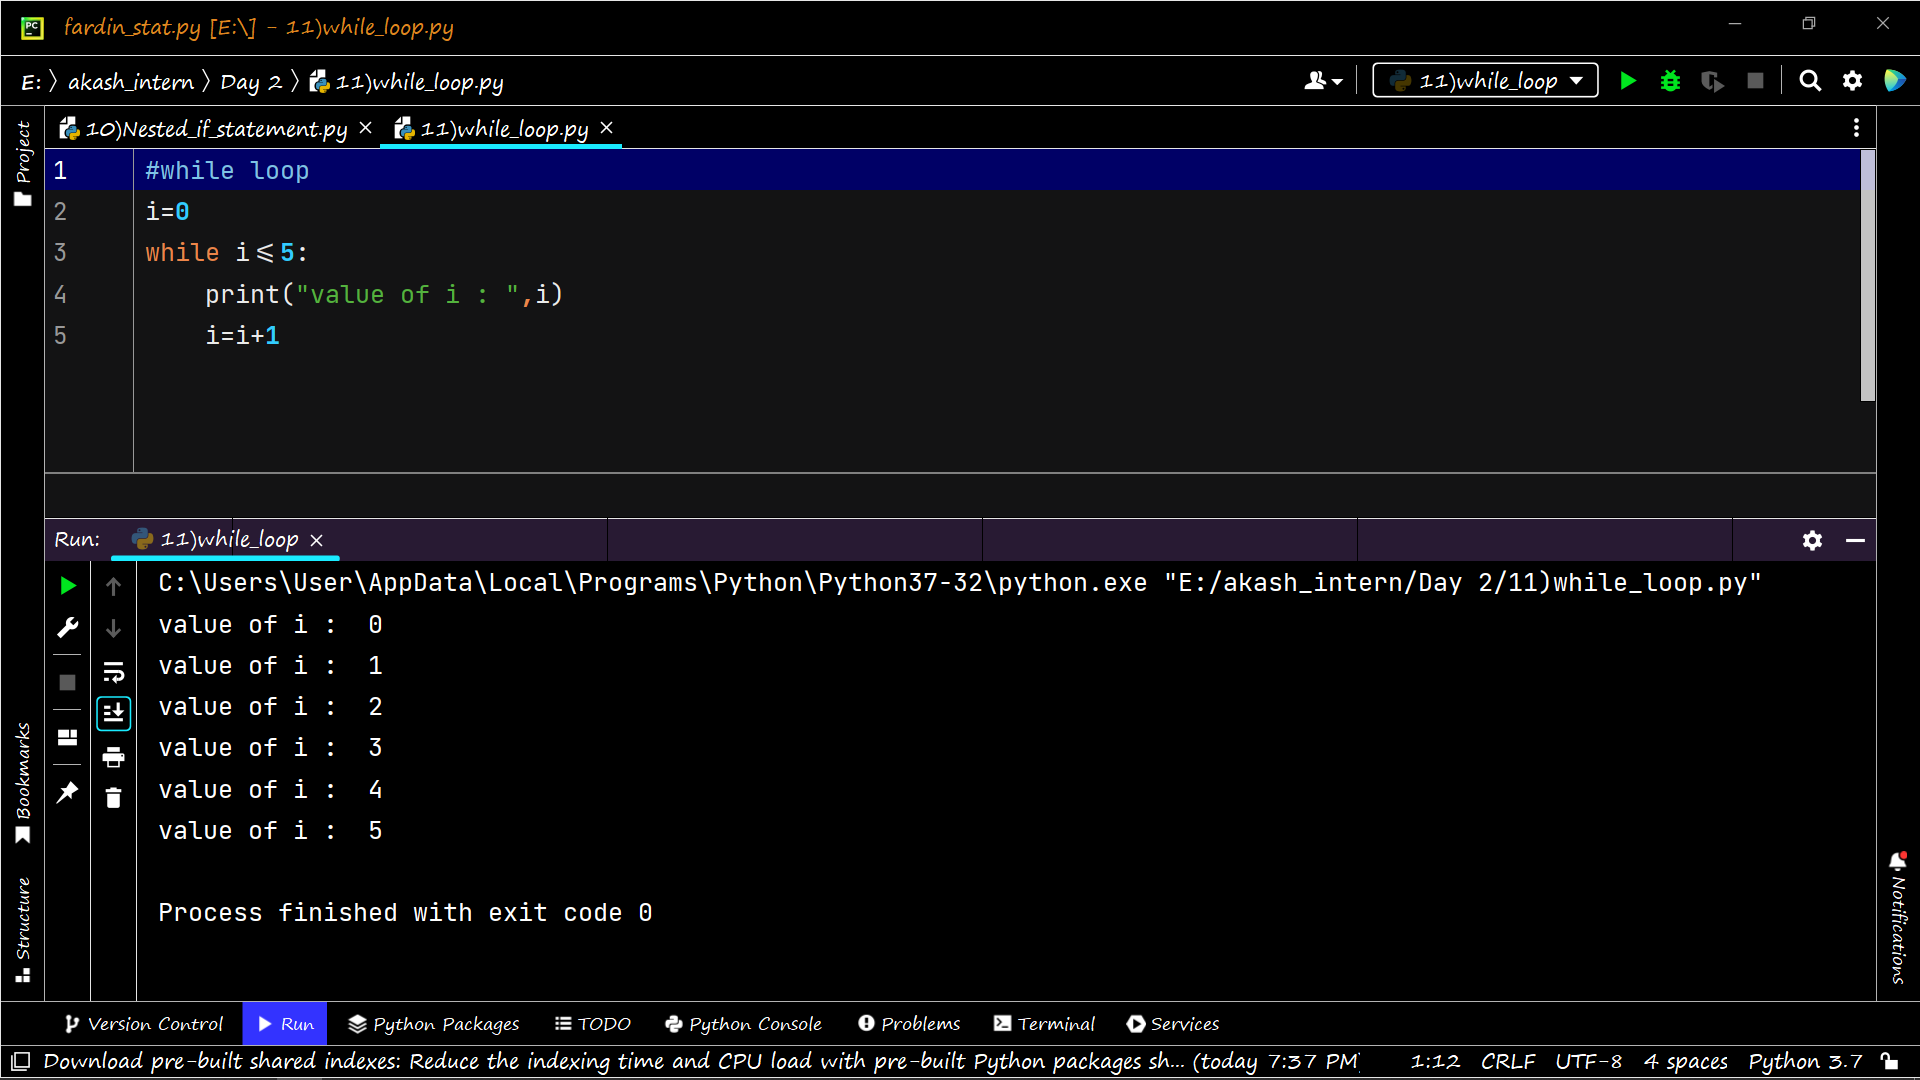 PC fardin_stat.py [E:\] - 11)while_loop.py
E: 〉 akash_intern 〉 Day 2 〉 11)while_loop.py 11)while_loop
10)Nested_if_statement.py × 11)while_loop.py ×
Project
1 #while loop
2 i=0
3 while i<=5:
4 print("value of i : ",i)
5 i=i+1
Run: 11)while_loop ×
C:\Users\User\AppData\Local\Programs\Python\Python37-32\python.exe "E:/akash_intern/Day 2/11)while_loop.py"
value of i :  0
value of i :  1
value of i :  2
value of i :  3
value of i :  4
value of i :  5
Process finished with exit code 0
Bookmarks
Structure
Notifications
Version Control Run Python Packages TODO Python Console Problems Terminal Services
Download pre-built shared indexes: Reduce the indexing time and CPU load with pre-built Python packages sh... (today 7:37 PM) 1:12 CRLF UTF-8 4 spaces Python 3.7